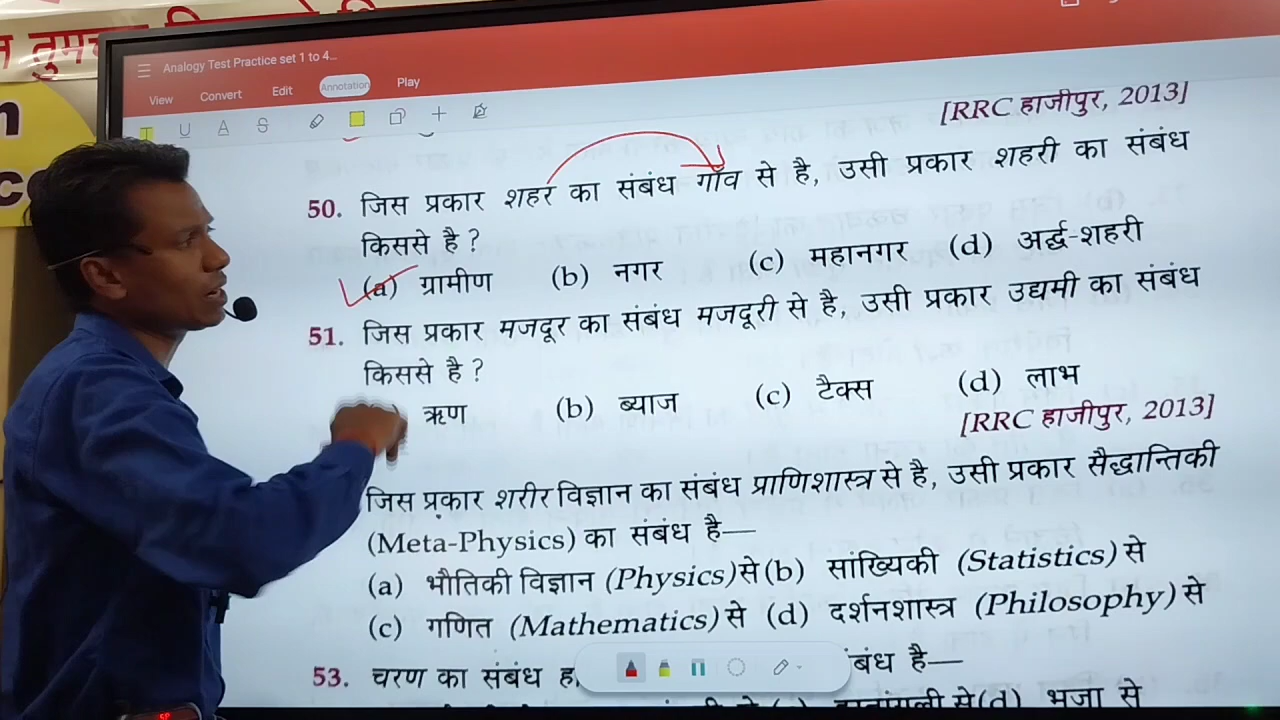 तुमचा
Analogy Test Practice set 1 to 4...
View Convert Edit Annotation Play
[RRC हाजीपुर, 2013]
50. जिस प्रकार शहर का संबंध गाँव से है, उसी प्रकार शहरी का संबंध
किससे है ?
(a) ग्रामीण (b) नगर (c) महानगर (d) अर्द्ध-शहरी
51. जिस प्रकार मजदूर का संबंध मजदूरी से है, उसी प्रकार उद्यमी का संबंध
किससे है ?
ऋण (b) ब्याज (c) टैक्स (d) लाभ
[RRC हाजीपुर, 2013]
जिस प्रकार शरीर विज्ञान का संबंध प्राणिशास्त्र से है, उसी प्रकार सैद्धान्तिकी
(Meta-Physics) का संबंध है—
(a) भौतिकी विज्ञान (Physics) से (b) सांख्यिकी (Statistics) से
(c) गणित (Mathematics) से (d) दर्शनशास्त्र (Philosophy) से
53. चरण का संबंध संबंध है—
से (d) भुजा से